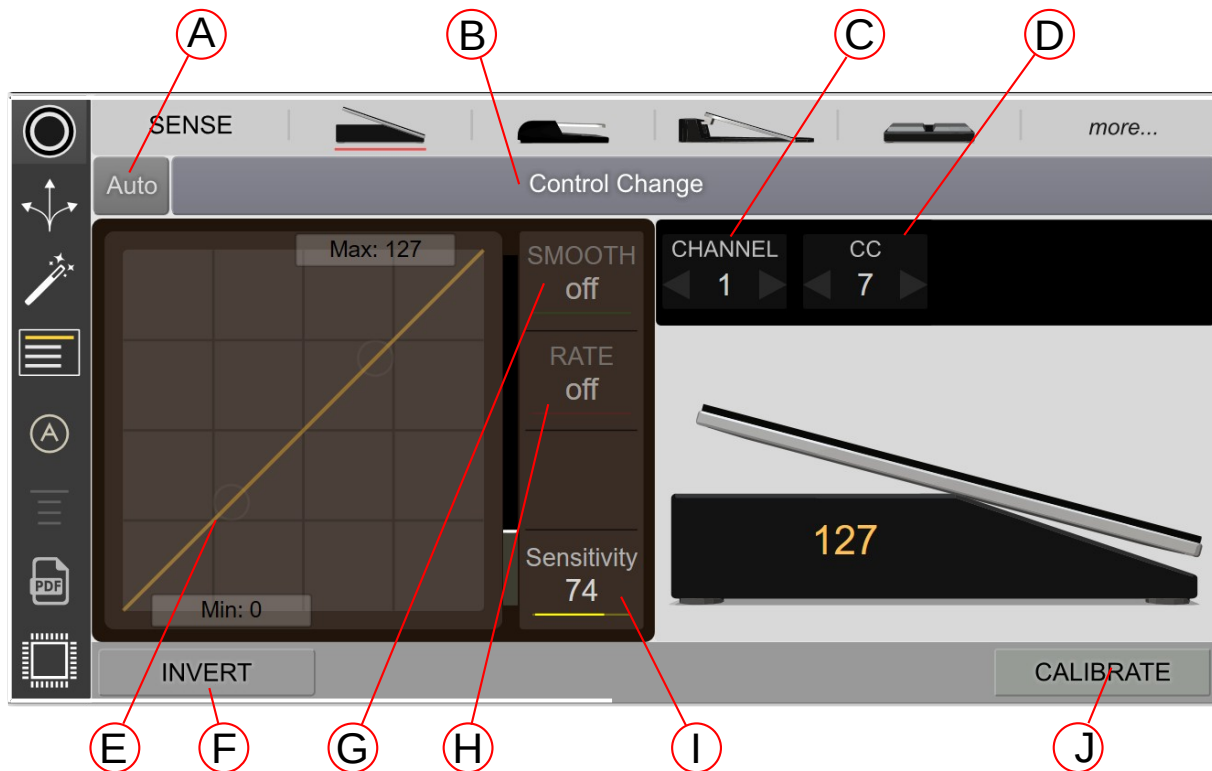 A
B
C
D
SENSE
more...
Auto
Control Change
Max: 127
SMOOTH
off
CHANNEL
1
CC
7
RATE
off
A
127
PDF
Sensitivity
74
Min: 0
INVERT
CALIBRATE
E
F
G
H
I
J